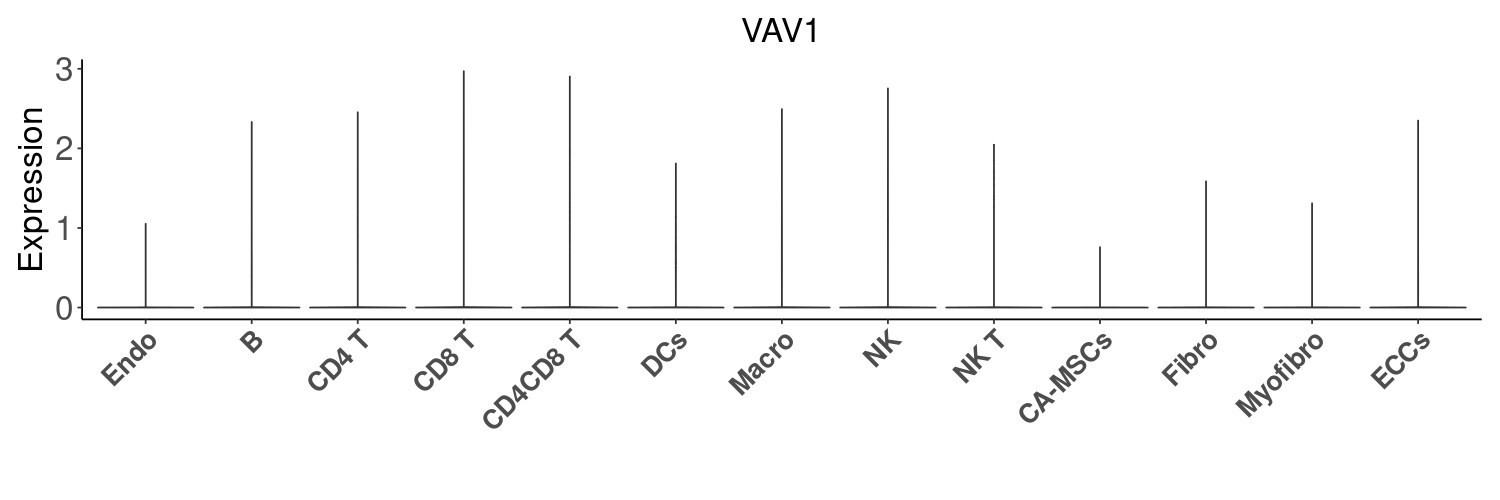 VAV1
Expression
3
2
1
0
Endo
B
CD4 T
CD8 T
CD4CD8 T
DCs
Macro
NK
NK T
CA-MSCs
Fibro
Myofibro
ECCs